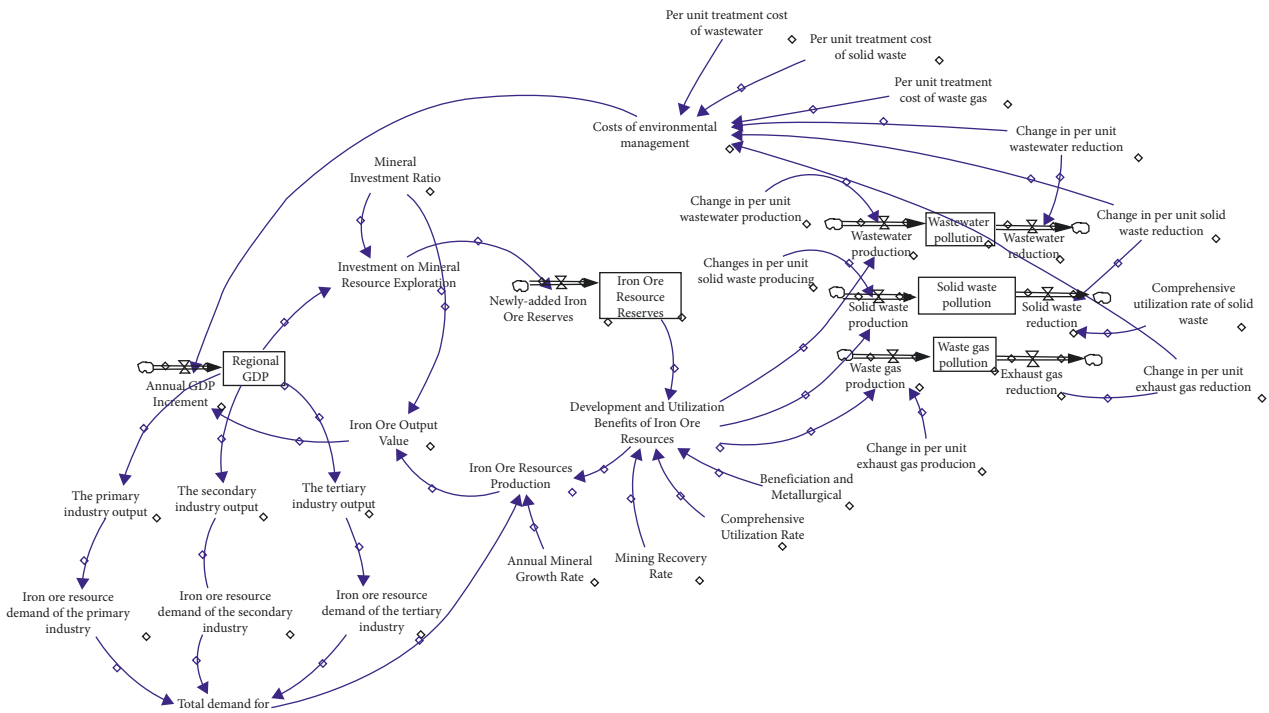 Per unit treatment cost
of wastewater
Per unit treatment cost
of solid waste
Per unit treatment
cost of waste gas
Costs of environmental
management
Change in per unit
wastewater reduction
Mineral
Investment Ratio
Change in per unit
wastewater production
Wastewater
pollution
Wastewater
production
Wastewater
reduction
Change in per unit solid
waste reduction
Investment on Mineral
Resource Exploration
Changes in per unit
solid waste producing
Newly-added Iron
Ore Reserves
Iron Ore
Resource
Reserves
Solid waste
pollution
Solid waste
production
Solid waste
reduction
Comprehensive
utilization rate of solid
waste
Regional
GDP
Annual GDP
Increment
Waste gas
pollution
Waste gas
production
Exhaust gas
reduction
Change in per unit
exhaust gas reduction
Development and Utilization
Benefits of Iron Ore
Resources
Iron Ore Output
Value
Change in per unit
exhaust gas producion
Iron Ore Resources
Production
Beneficiation and
Metallurgical
The primary
industry output
The secondary
industry output
The tertiary
industry output
Comprehensive
Utilization Rate
Annual Mineral
Growth Rate
Mining Recovery
Rate
Iron ore resource
demand of the primary
industry
Iron ore resource
demand of the secondary
industry
Iron ore resource
demand of the tertiary
industry
Total demand for